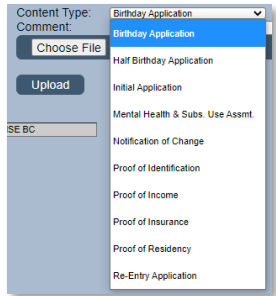 Content Type: Birthday Application
Comment:
Birthday Application
Choose File
Half Birthday Application
Upload
Initial Application
Mental Health & Subs. Use Assmt.
SE BC
Notification of Change
Proof of Identification
Proof of Income
Proof of Insurance
Proof of Residency
Re-Entry Application